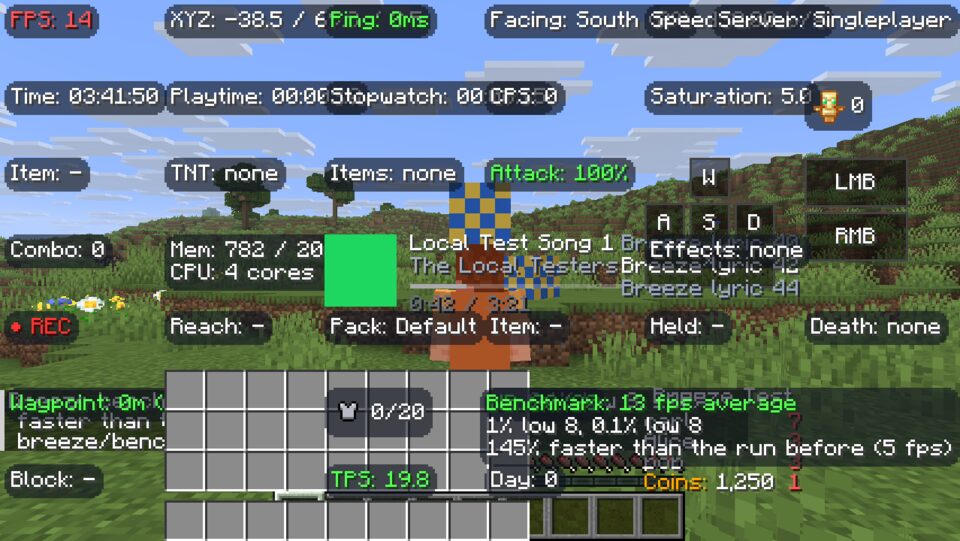 FPS: 14
XYZ: -38.5 / 6
Ping: 0ms
Facing: South
Speed
Server: Singleplayer
Time: 03:41:50
Playtime: 00:00
Stopwatch: 00
CPS: 0
Saturation: 5.0
0
Item: -
TNT: none
Items: none
Attack: 100%
W
LMB
A S D
RMB
Combo: 0
Mem: 782 / 20
CPU: 4 cores
Local Test Song 1
The Local Testers
0:42 / 3:21
Effects: none
Breeze lyric 42
Breeze lyric 44
REC
Reach: -
Pack: Default
Item: -
Held: -
Death: none
Waypoint: 0m
faster than
breeze/benc
0/20
Benchmark: 13 fps average
1% low 8, 0.1% low 8
145% faster than the run before (5 fps)
Block: -
TPS: 19.8
Day: 0
Coins: 1,250
1